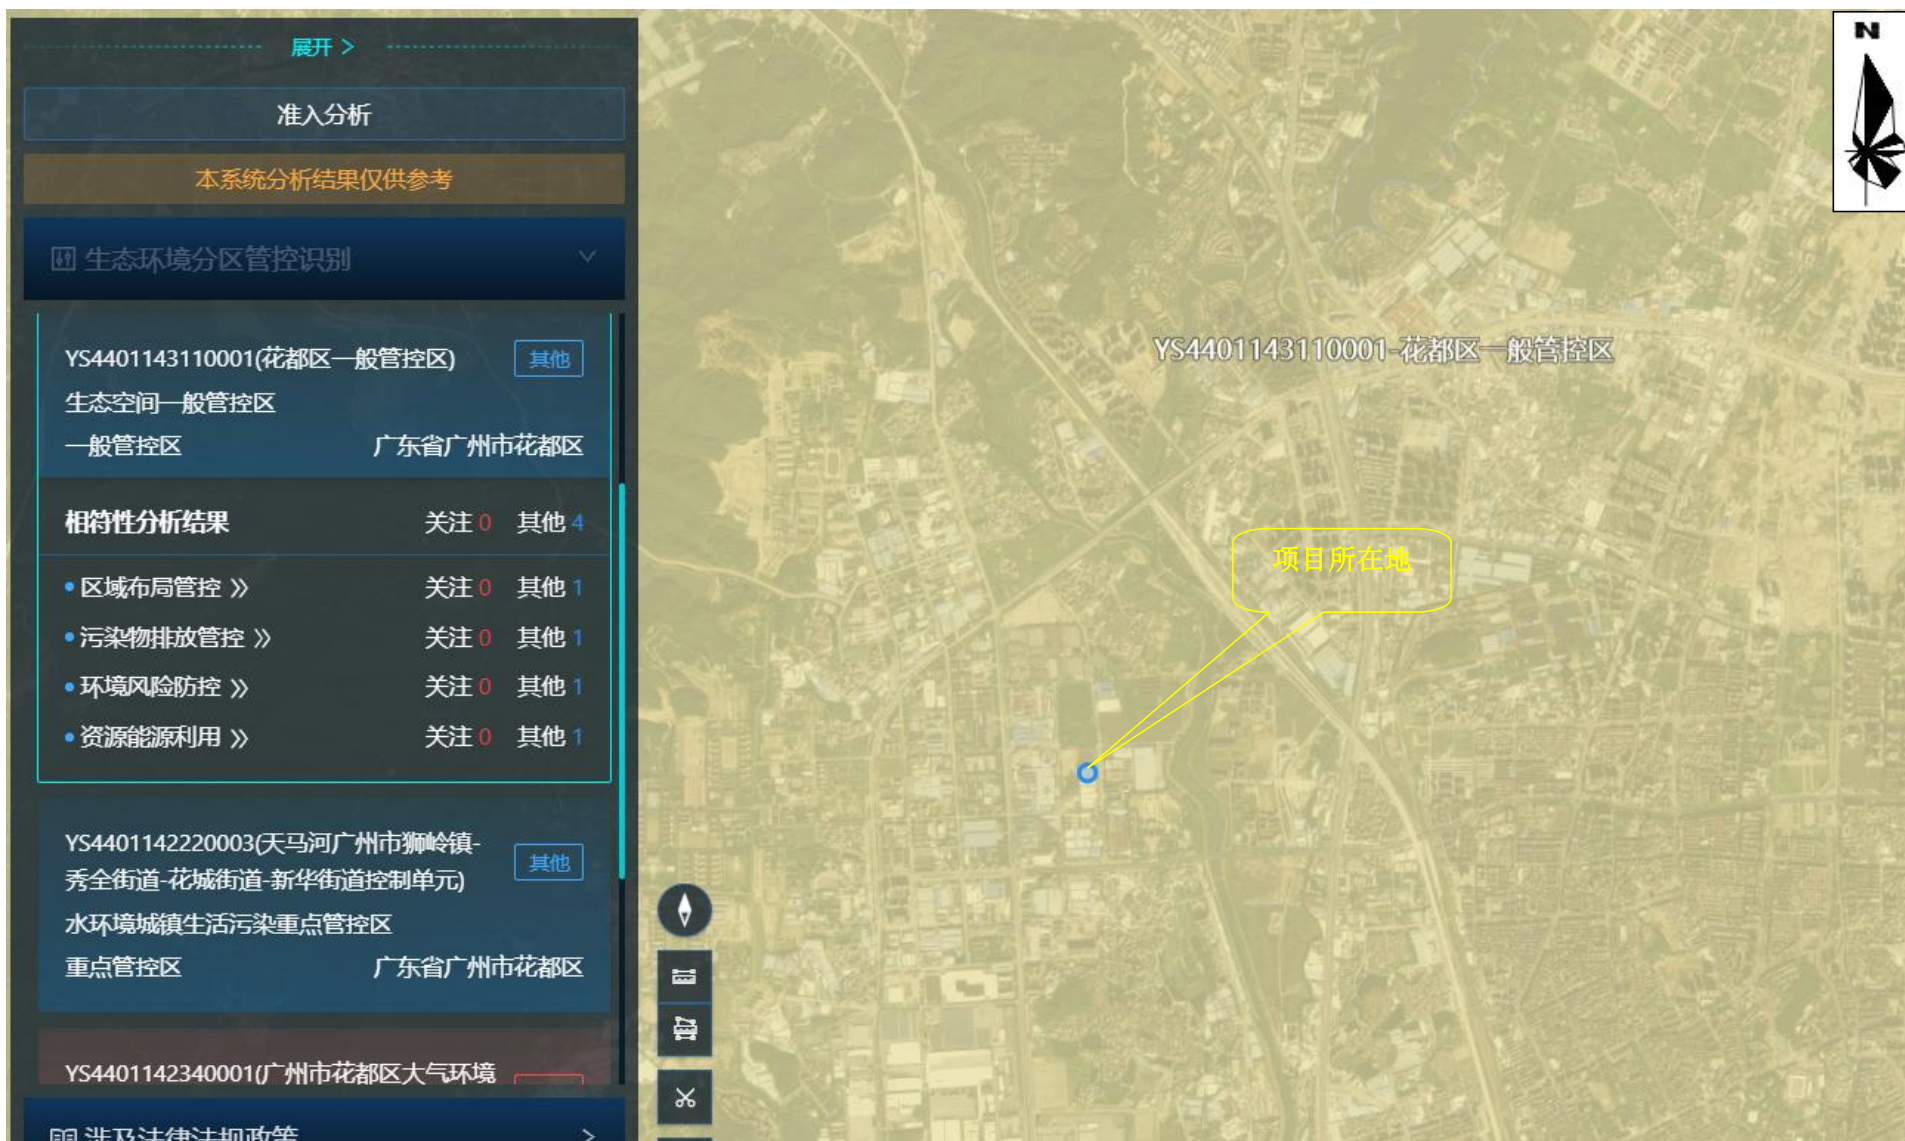 展开 >
准入分析
本系统分析结果仅供参考
生态环境分区管控识别
YS4401143110001(花都区一般管控区)
其他
生态空间一般管控区
一般管控区 广东省广州市花都区
相符性分析结果 关注 0 其他 4
区域布局管控 关注 0 其他 1
污染物排放管控 关注 0 其他 1
环境风险防控 关注 0 其他 1
资源能源利用 关注 0 其他 1
YS4401142220003(天马河广州市狮岭镇-
秀全街道-花城街道-新华街道控制单元)
其他
水环境城镇生活污染重点管控区
重点管控区 广东省广州市花都区
YS4401142340001(广州市花都区大气环境
涉及法律法规政策
N
YS4401143110001-花都区一般管控区
项目所在地